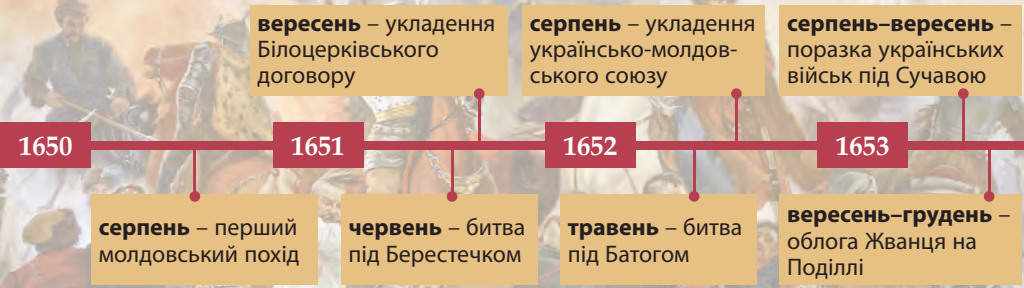 вересень – укладення
Білоцерківського
договору
серпень – укладення
українсько-молдов-
ського союзу
серпень–вересень –
поразка українських
військ під Сучавою
1650
1651
1652
1653
серпень – перший
молдовський похід
червень – битва
під Берестечком
травень – битва
під Батогом
вересень–грудень –
облога Жванця на
Поділлі